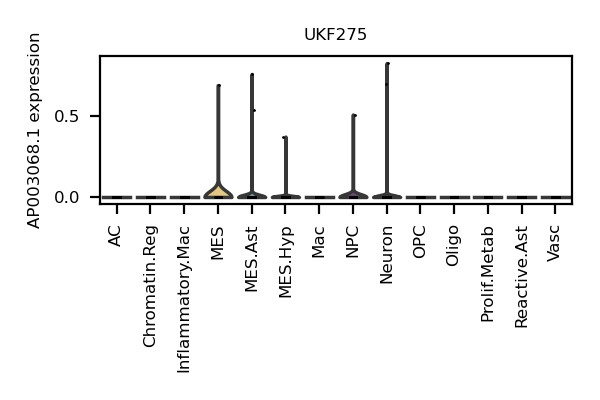 UKF275
AP003068.1 expression
0.5
0.0
AC
Chromatin.Reg
Inflammatory.Mac
MES
MES.Ast
MES.Hyp
Mac
NPC
Neuron
OPC
Oligo
Prolif.Metab
Reactive.Ast
Vasc